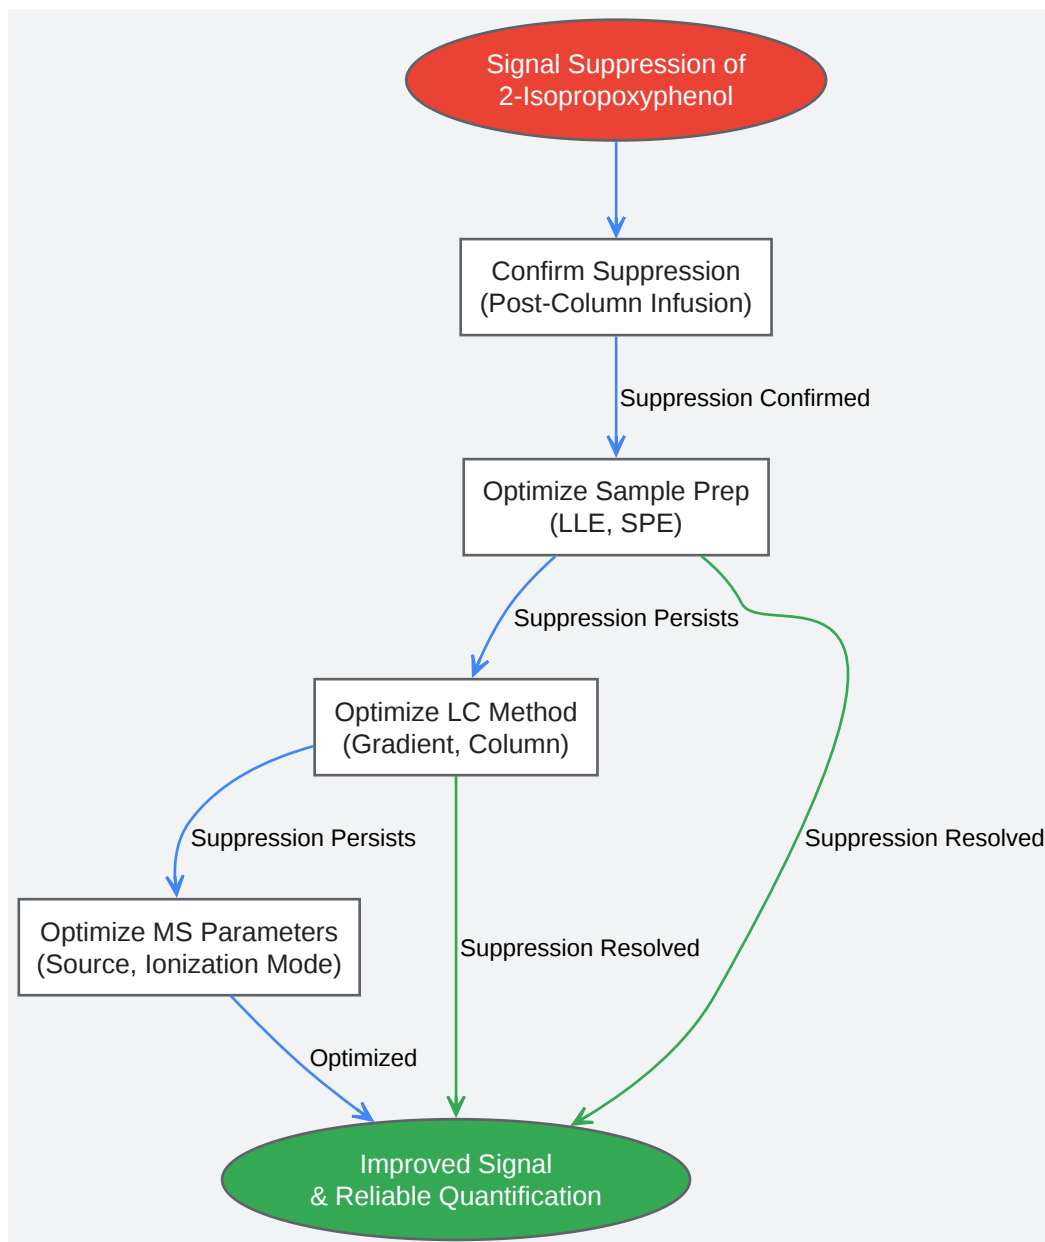 Signal Suppression of
2-Isopropoxyphenol
Confirm Suppression
(Post-Column Infusion)
Suppression Confirmed
Optimize Sample Prep
(LLE, SPE)
Suppression Persists
Optimize LC Method
(Gradient, Column)
Suppression Persists
Suppression Resolved
Optimize MS Parameters
(Source, Ionization Mode)
Suppression Resolved
Optimized
Improved Signal
& Reliable Quantification